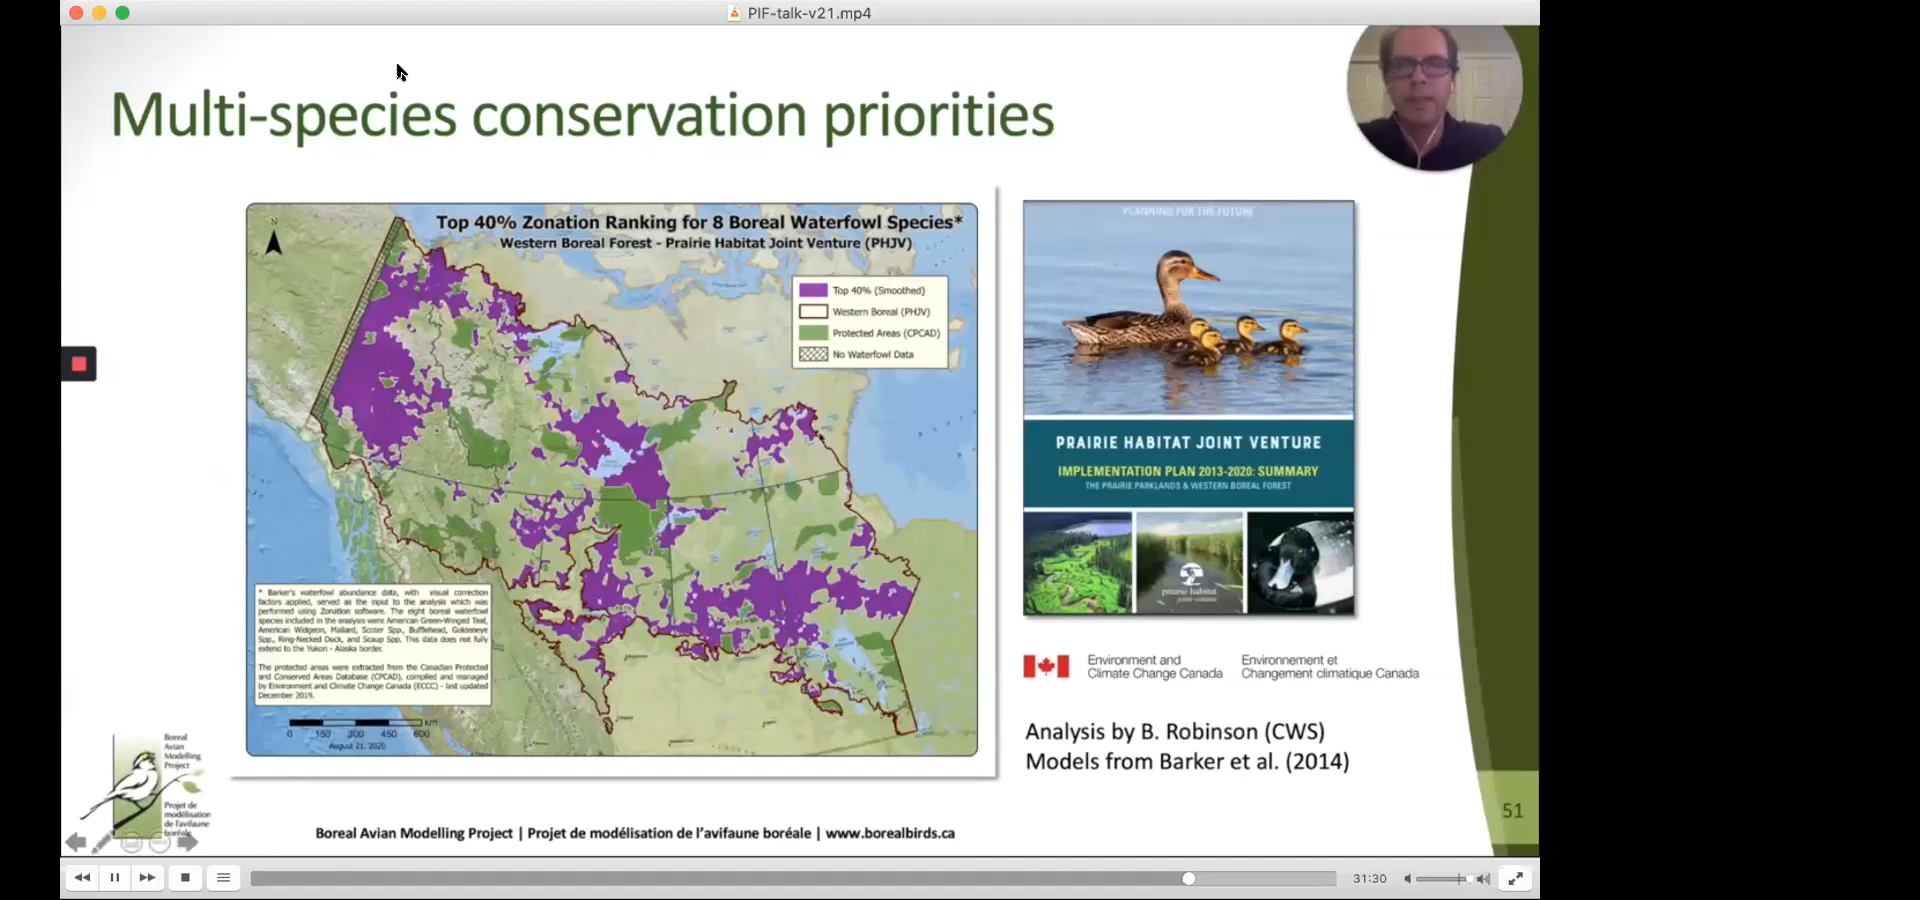 PIF-talk-v21.mp4
Multi-species conservation priorities
Top 40% Zonation Ranking for 8 Boreal Waterfowl Species*
Western Boreal Forest - Prairie Habitat Joint Venture (PHJV)
N
Top 40% (Smoothed)
Western Boreal (PHJV)
Protected Areas (CPCAD)
No Waterfowl Data
* Barker's waterfowl abundance data, with visual correction
factors applied, served as the input to the analysis which was
performed using Zonation software. The eight boreal waterfowl
species included in the analysis were American Green-Winged Teal,
American Widgeon, Mallard, Scoter Spp., Bufflehead, Goldeneye
Spp., Ring-Necked Duck, and Scaup Spp. This data does not fully
extend to the Yukon - Alaska border.
The protected areas were extracted from the Canadian Protected
and Conserved Areas Database (CPCAD), compiled and managed
by Environment and Climate Change Canada (ECCC) - last updated
December 2019.
km
0 150 300 450 600
August 21, 2020
PLANNING FOR THE FUTURE
PRAIRIE HABITAT JOINT VENTURE
IMPLEMENTATION PLAN 2013-2020: SUMMARY
THE PRAIRIE PARKLANDS & WESTERN BOREAL FOREST
prairie habitat
joint venture
Environment and
Climate Change Canada
Environnement et
Changement climatique Canada
Analysis by B. Robinson (CWS)
Models from Barker et al. (2014)
Boreal
Avian
Modelling
Project
Projet de
modélisation
de l'avifaune
boréale
Boreal Avian Modelling Project | Projet de modélisation de l'avifaune boréale | www.borealbirds.ca
51
31:30